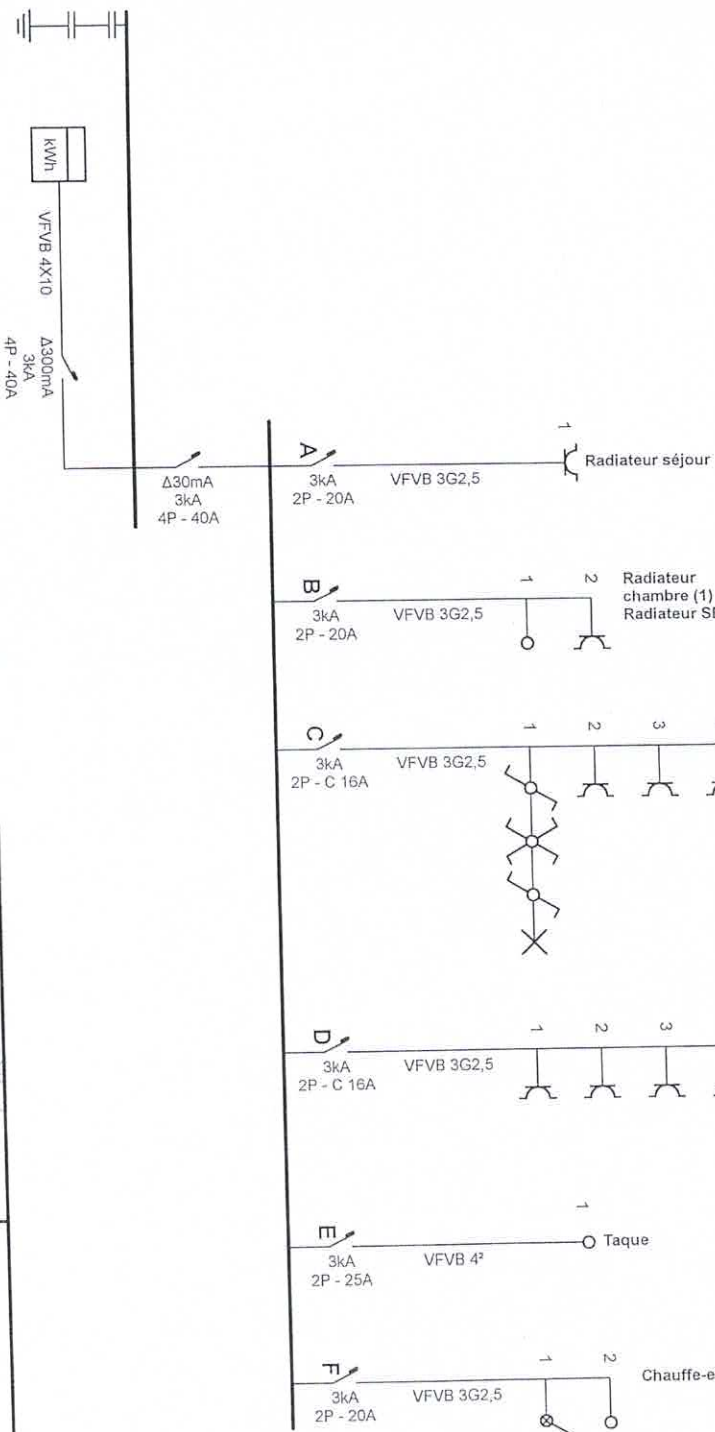 kWh
VFVB 4X10
Δ300mA
3kA
4P - 40A
Δ30mA
3kA
4P - 40A
A
3kA
2P - 20A
VFVB 3G2,5
1
Radiateur séjour
B
3kA
2P - 20A
VFVB 3G2,5
1
2
Radiateur
chambre (1)
Radiateur
C
3kA
2P - C 16A
VFVB 3G2,5
1
2
3
D
3kA
2P - C 16A
VFVB 3G2,5
1
2
3
E
3kA
2P - 25A
VFVB 4²
1
Taque
F
3kA
2P - 20A
VFVB 3G2,5
1
2
Chauffe-e